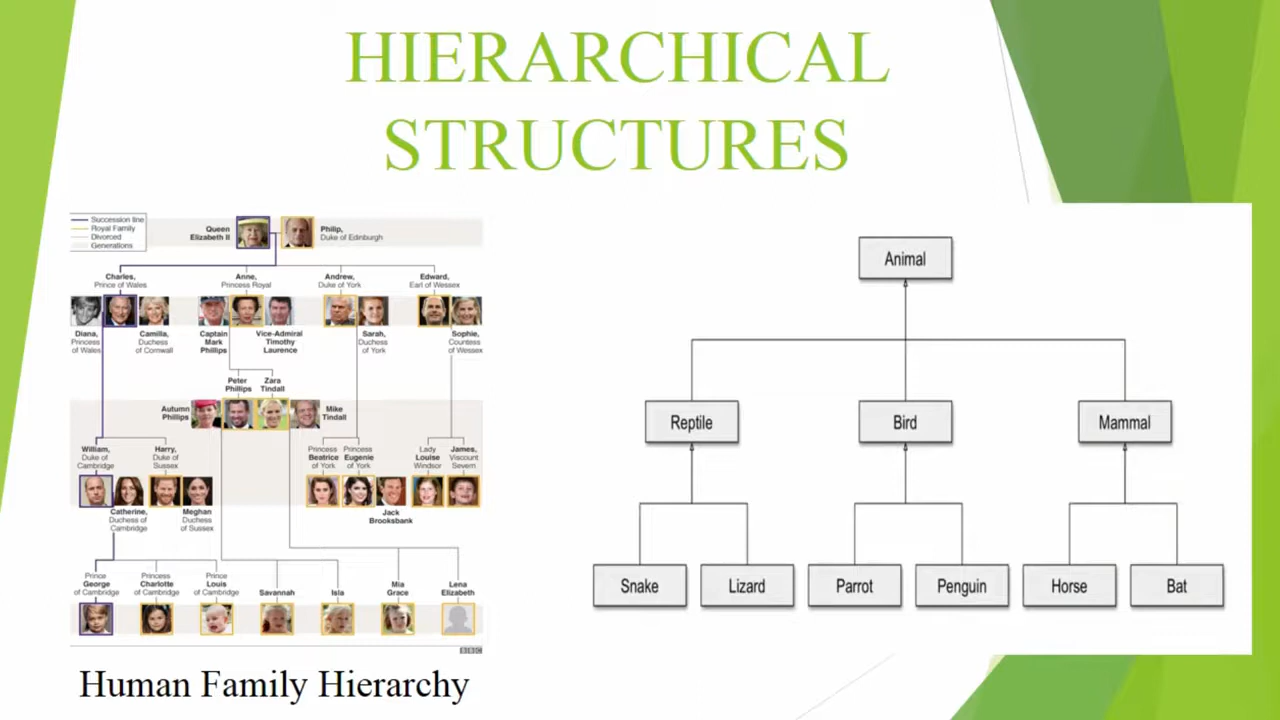 HIERARCHICAL
STRUCTURES
Succession line
Royal Family
Divorced
Generations
Queen
Elizabeth II
Philip,
Duke of Edinburgh
Charles,
Prince of Wales
Anne,
Princess Royal
Andrew,
Duke of York
Edward,
Earl of Wessex
Diana,
Princess
of Wales
Camilla,
Duchess
of Cornwall
Captain
Mark
Phillips
Vice-Admiral
Timothy
Laurence
Sarah,
Duchess
of York
Sophie,
Countess
of Wessex
Peter
Phillips
Zara
Tindall
Autumn
Phillips
Mike
Tindall
William,
Duke of
Cambridge
Harry,
Duke of
Sussex
Princess
Beatrice
of York
Princess
Eugenie
of York
Lady
Louise
Windsor
James,
Viscount
Severn
Catherine,
Duchess of
Cambridge
Meghan
Duchess
of Sussex
Jack
Brooksbank
Prince
George
of Cambridge
Princess
Charlotte
of Cambridge
Prince
Louis
of Cambridge
Savannah
Isla
Mia
Grace
Lena
Elizabeth
BBC
Human Family Hierarchy
Animal
Reptile
Bird
Mammal
Snake
Lizard
Parrot
Penguin
Horse
Bat